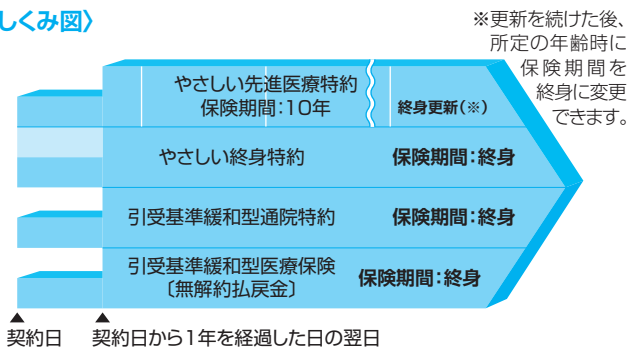 しくみ図〉
※更新を続けた後、
所定の年齢時に
保険期間を
終身に変更
できます。
やさしい先進医療特約
保険期間：10年
終身更新（※）
やさしい終身特約
保険期間：終身
引受基準緩和型通院特約
保険期間：終身
引受基準緩和型医療保険
〔無解約払戻金〕
保険期間：終身
▲
▲
契約日
契約日から1年を経過した日の翌日